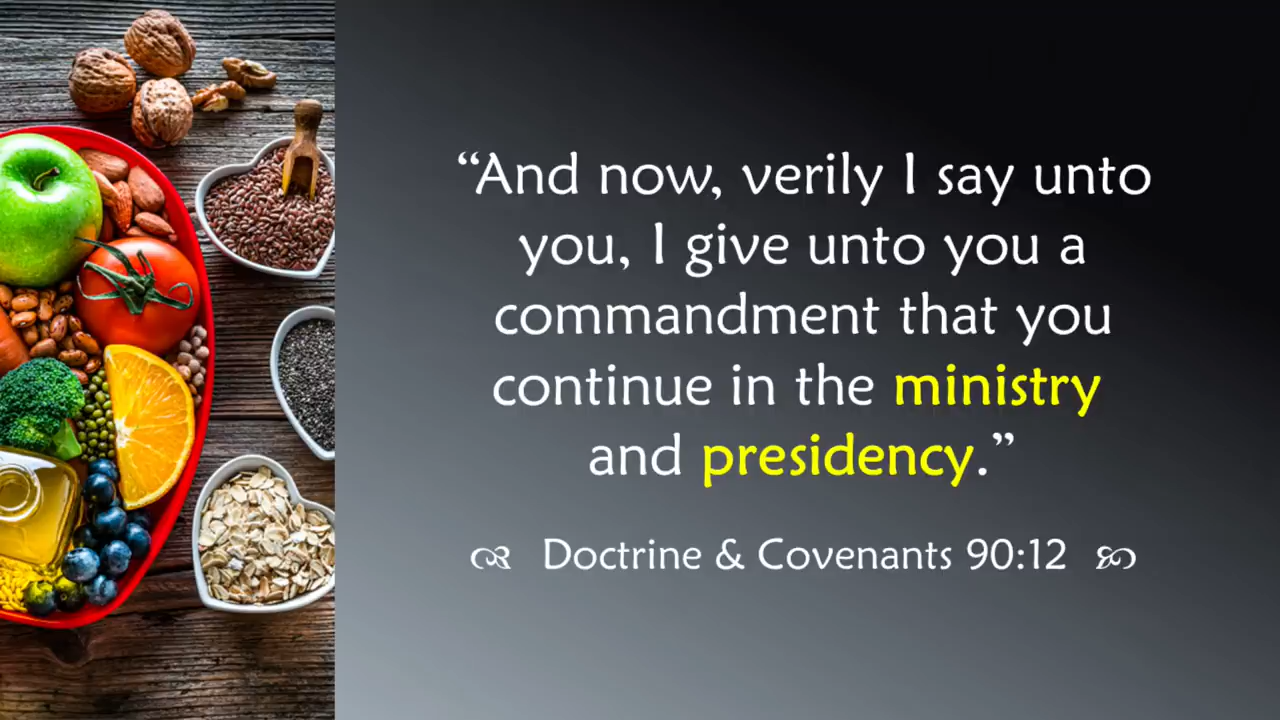 “And now, verily I say unto
you, I give unto you a
commandment that you
continue in the ministry
and presidency.”
Doctrine & Covenants 90:12